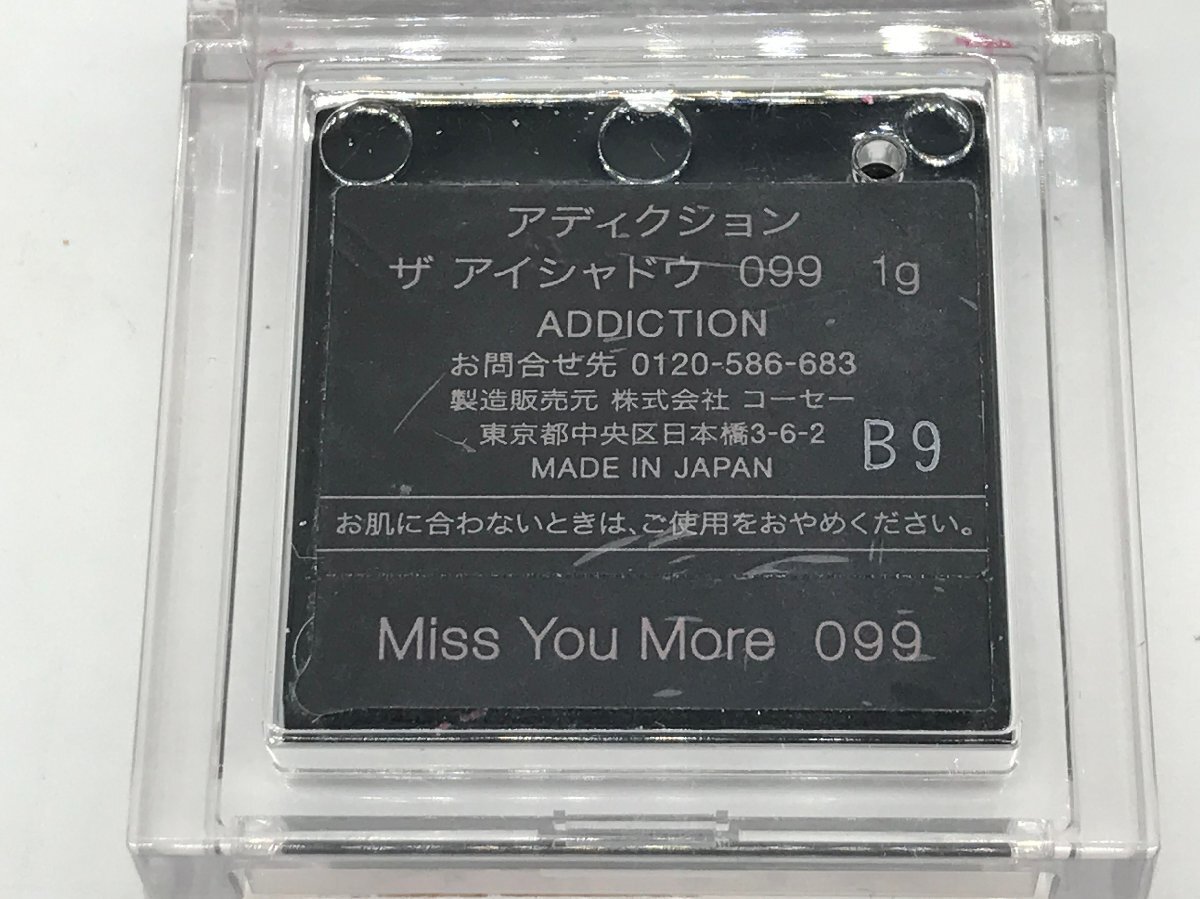 アディクション
ザ アイシャドウ 099 1g
ADDICTION
お問合せ先 0120-586-683
製造販売元 株式会社 コーセー
東京都中央区日本橋3-6-2
B9
MADE IN JAPAN
お肌に合わないときは、ご使用をおやめください。
Miss You More 099